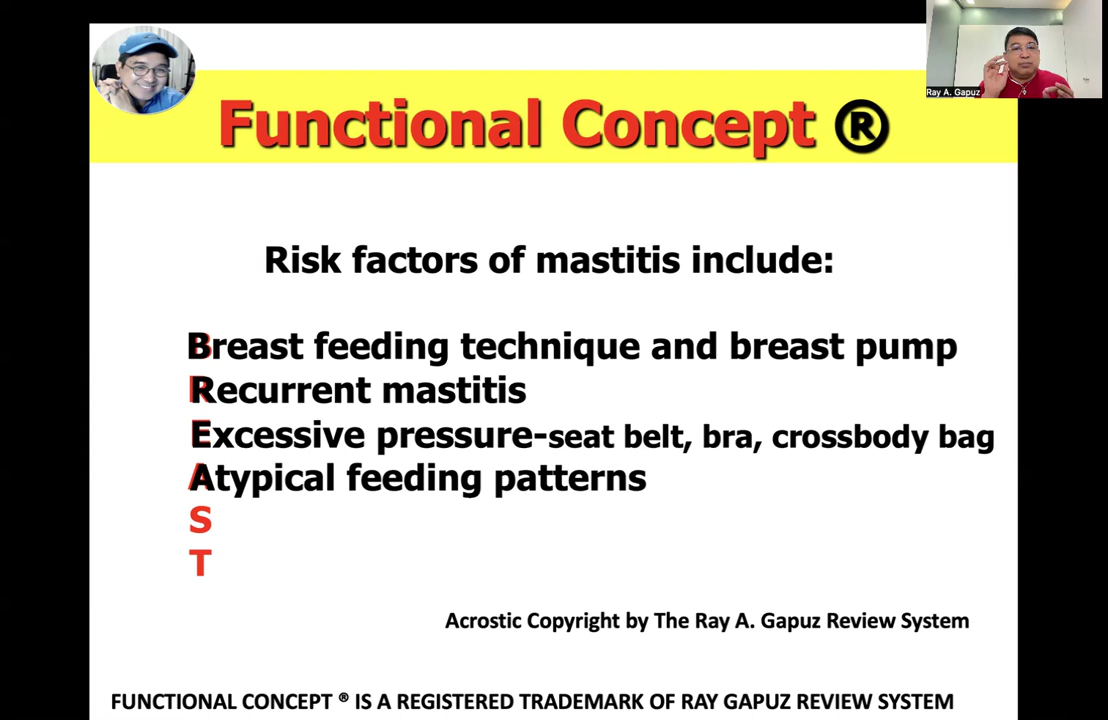 Ray A. Gapuz
Functional Concept ®
Risk factors of mastitis include:
Breast feeding technique and breast pump
Recurrent mastitis
Excessive pressure-seat belt, bra, crossbody bag
Atypical feeding patterns
S
T
Acrostic Copyright by The Ray A. Gapuz Review System
FUNCTIONAL CONCEPT ® IS A REGISTERED TRADEMARK OF RAY GAPUZ REVIEW SYSTEM